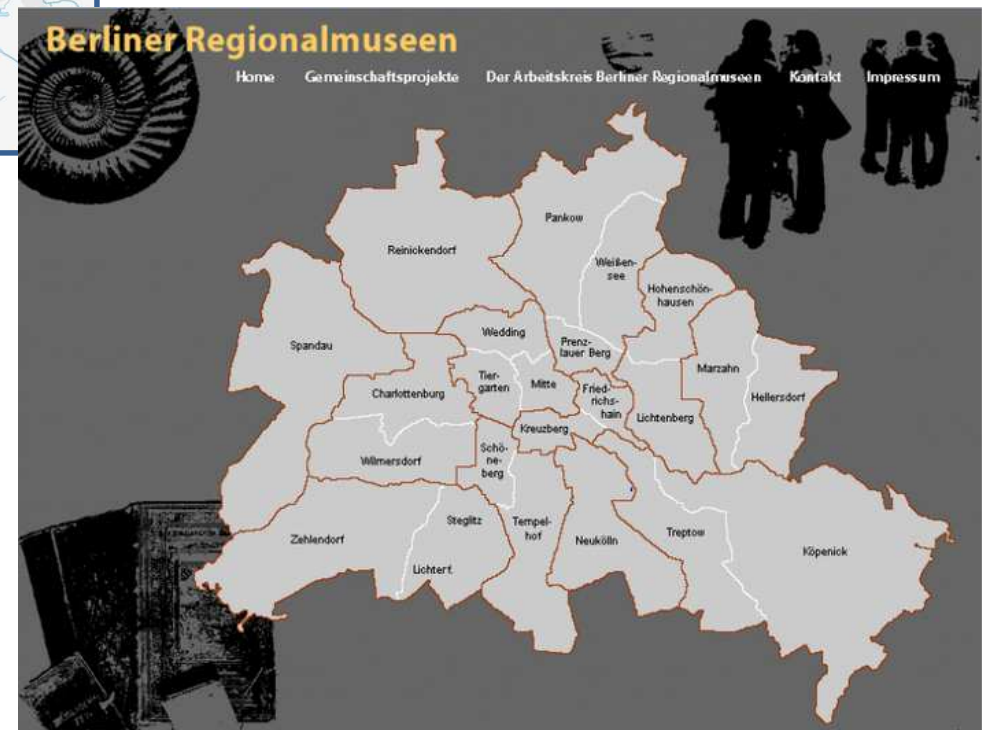 Berliner Regionalmuseen
Home Gemeinschaftsprojekte Der Arbeitskreis Berliner Regionalmuseen Kontakt Impressum
Pankow
Reinickendorf
Weißen-
see
Hohenschön-
hausen
Wedding
Spandau
Prenz-
lauer Berg
Marzahn
Tier-
garten
Mitte
Charlottenburg
Fried-
richs-
hain
Hellersdorf
Lichtenberg
Kreuzberg
Schö-
ne-
berg
Wilmersdorf
Steglitz
Tempel-
hof
Zehlendorf
Neukölln
Treptow
Köpenick
Lichterf.